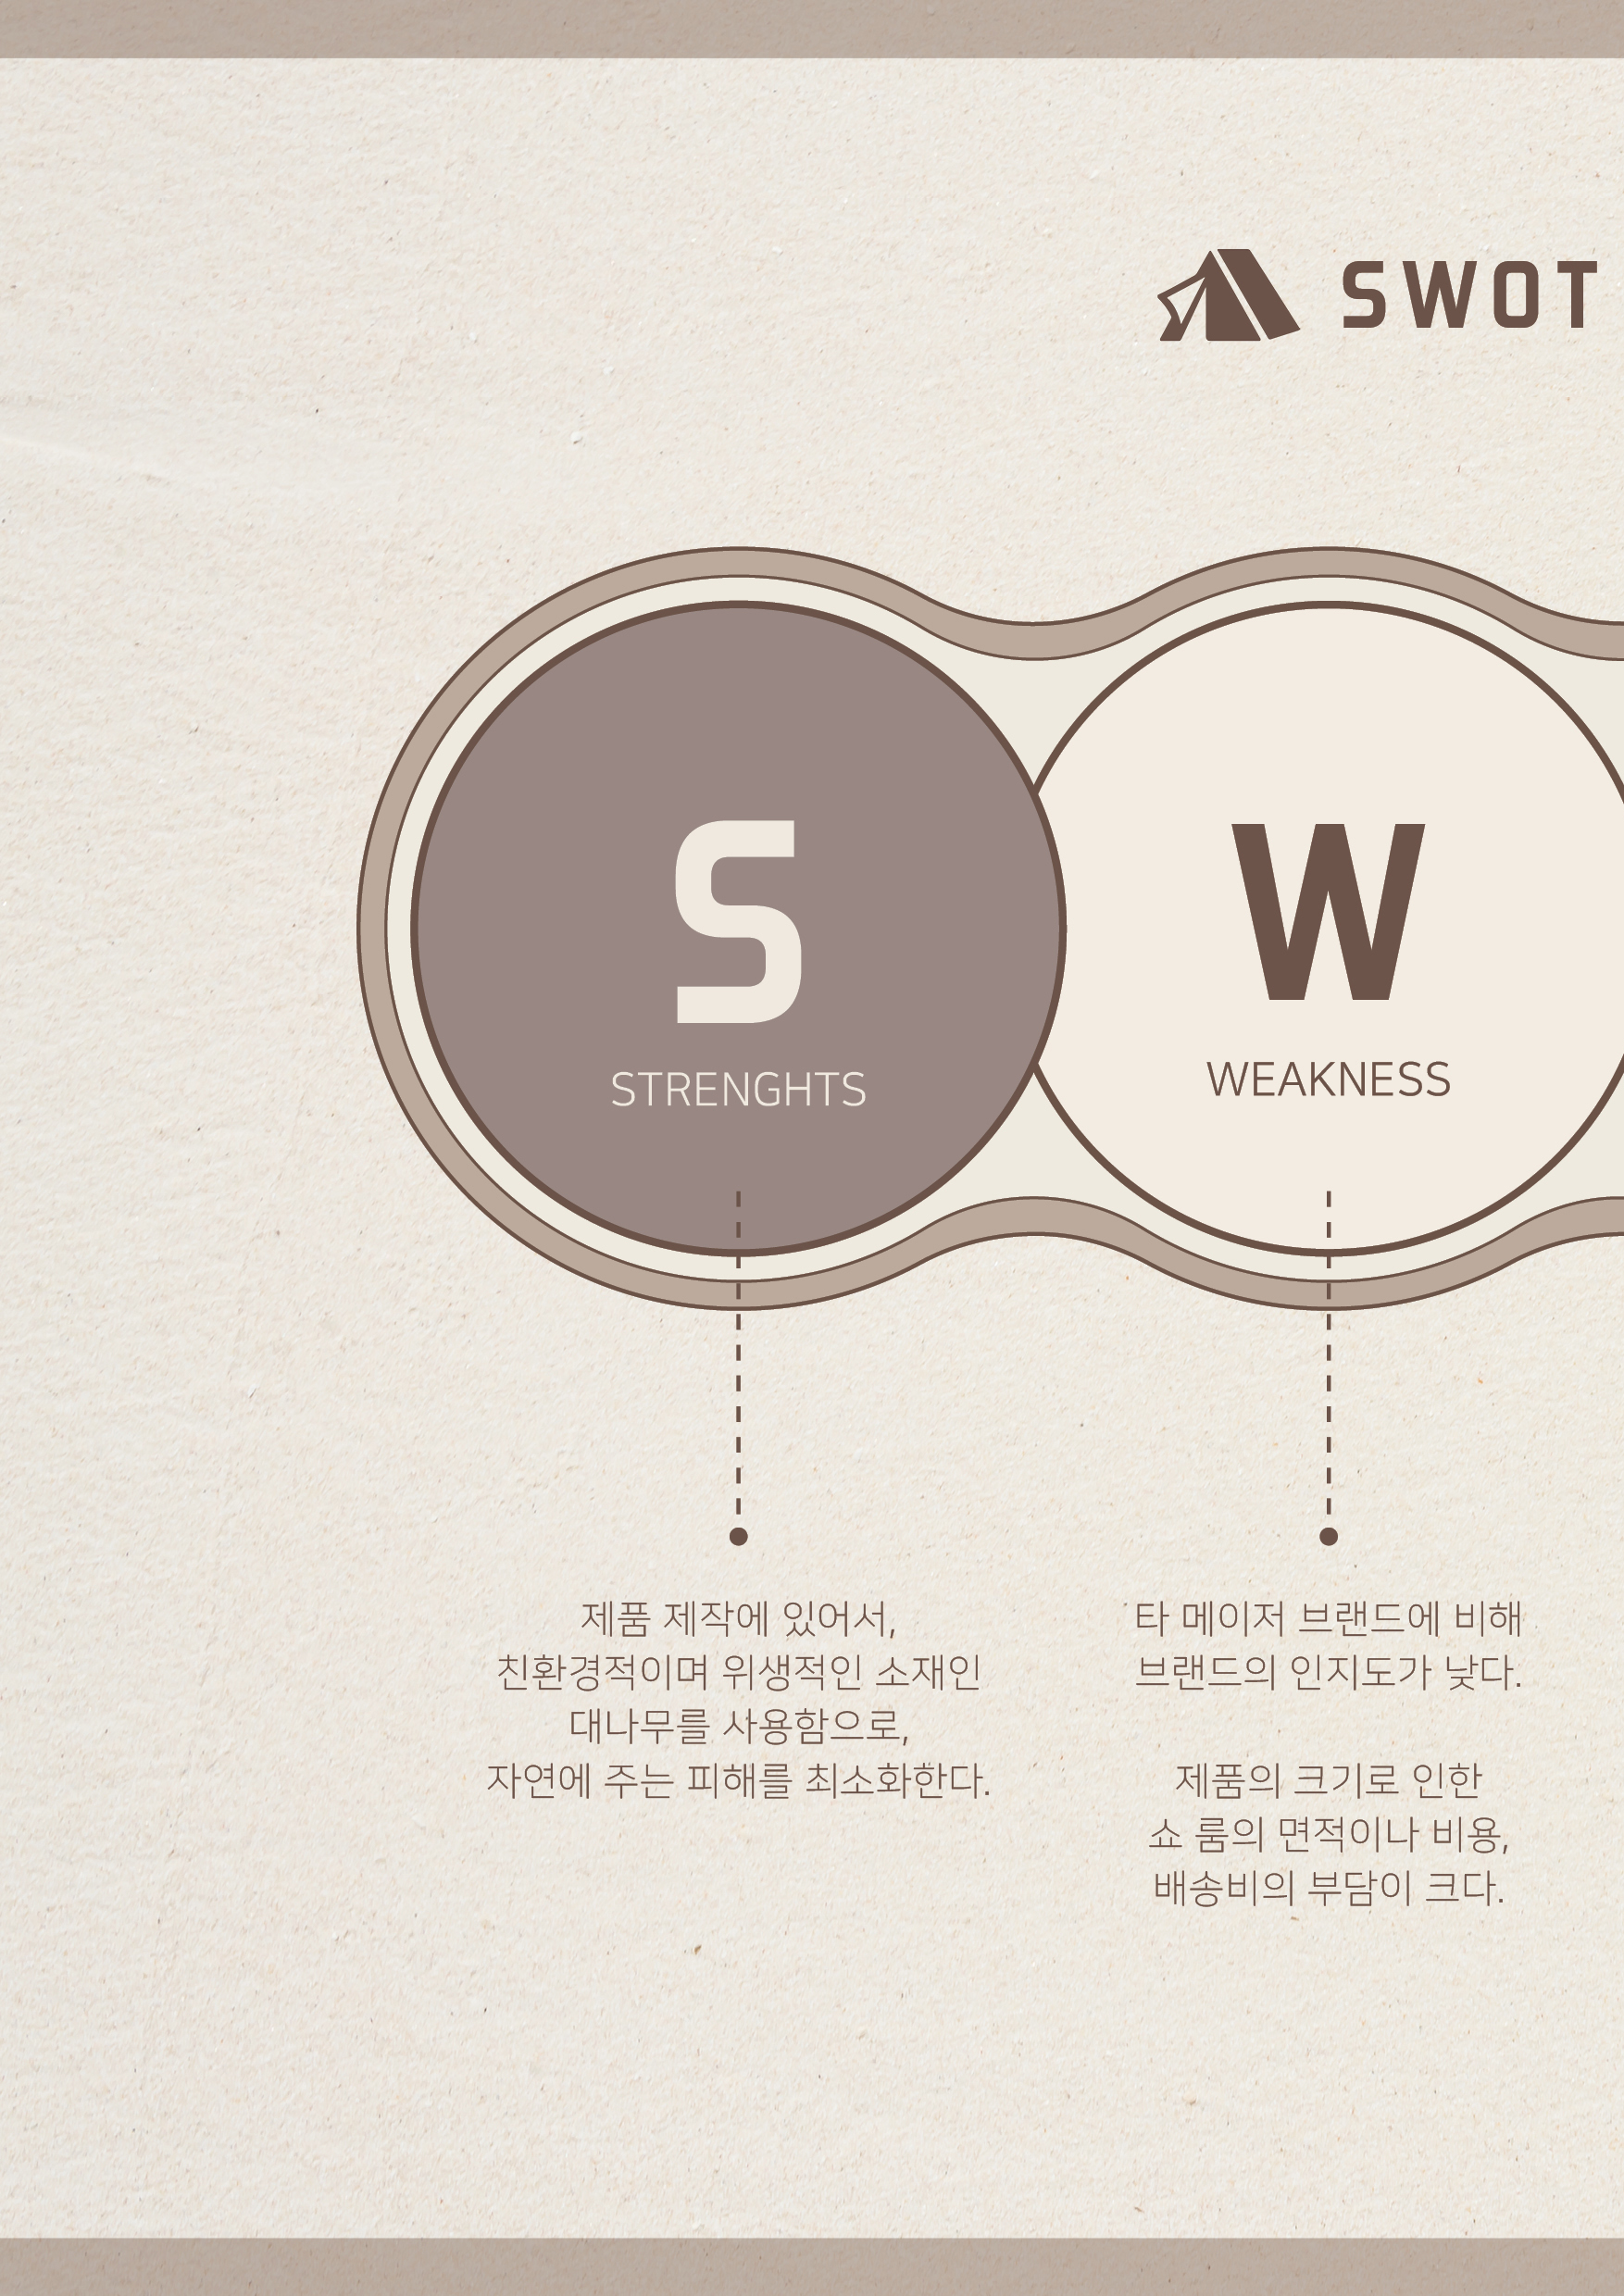 SWOT
S
STRENGHTS
W
WEAKNESS
제품 제작에 있어서,
친환경적이며 위생적인 소재인
대나무를 사용함으로,
자연에 주는 피해를 최소화한다.
타 메이저 브랜드에 비해
브랜드의 인지도가 낮다.
제품의 크기로 인한
쇼 룸의 면적이나 비용,
배송비의 부담이 크다.